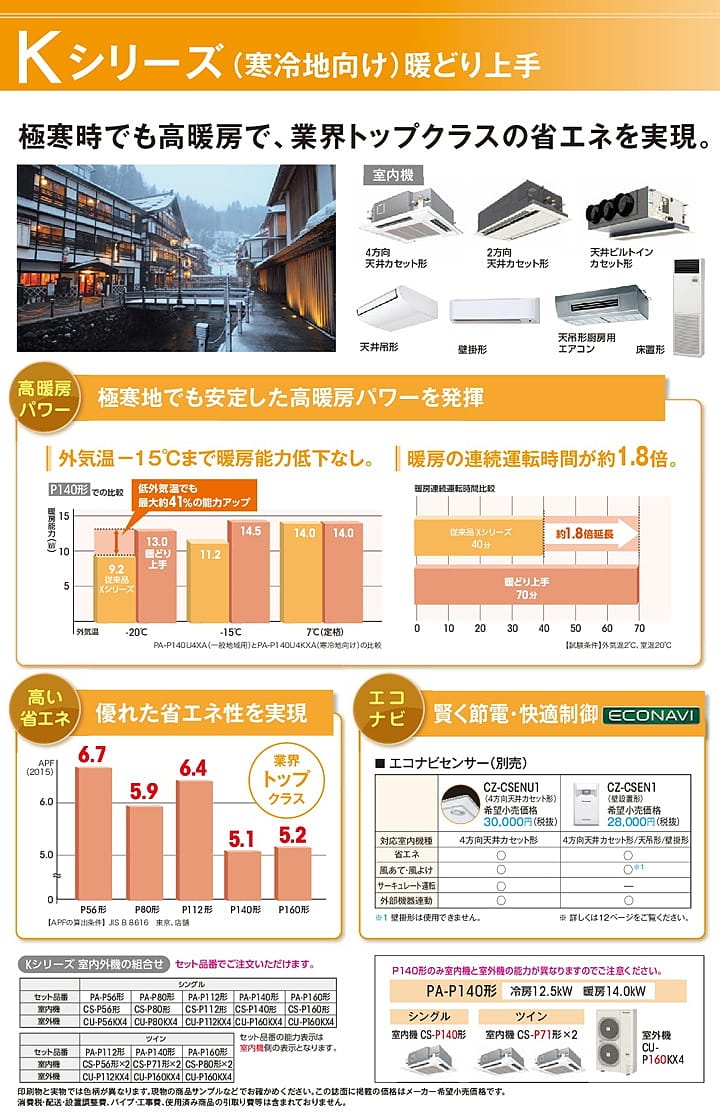 Kシリーズ（寒冷地向け）暖どり上手
極寒時でも高暖房で、業界トップクラスの省エネを実現。
室内機
4方向
天井カセット形
2方向
天井カセット形
天井ビルトイン
カセット形
天井吊形
壁掛形
天吊形厨房用
エアコン
床置形
高暖房
パワー
極寒地でも安定した高暖房パワーを発揮
外気温－15℃まで暖房能力低下なし。
P140形での比較
低外気温でも
最大約41%の能力アップ
暖房能力(㎾)
15
10
5
9.2
従来品
Xシリーズ
13.0
暖どり
上手
11.2
14.5
14.0
14.0
外気温
-20℃
-15℃
7℃(定格)
PA-P140U4XA(一般地域用)とPA-P140U4KXA(寒冷地向け)の比較
暖房の連続運転時間が約1.8倍。
暖房連続運転時間比較
従来品 Xシリーズ
40分
約1.8倍延長
暖どり上手
70分
0 10 20 30 40 50 60 70
【試験条件】外気温2℃、室温20℃
高い
省エネ
優れた省エネ性を実現
APF
(2015)
6.0
5.0
0
6.7
5.9
6.4
5.1
5.2
業界
トップ
クラス
P56形 P80形 P112形 P140形 P160形
【APFの算出条件】JIS B 8616 東京、店舗
エコ
ナビ
賢く節電・快適制御 ECONAVI
■ エコナビセンサー(別売)
CZ-CSENU1
(4方向天井カセット形)
希望小売価格
30,000円(税抜)
CZ-CSEN1
(壁設置形)
希望小売価格
28,000円(税抜)
対応室内機種 4方向天井カセット形 4方向天井カセット形/天吊形/壁掛形
省エネ ○ ○
風あて・風よけ ○ ○※1
サーキュレート運転 ○ ―
外部機器連動 ○ ○
※1 壁掛形は使用できません。
※ 詳しくは12ページをご覧ください。
Kシリーズ 室内外機の組合せ セット品番でご注文いただけます。
シングル
セット品番 PA-P56形 PA-P80形 PA-P112形 PA-P140形 PA-P160形
室内機 CS-P56形 CS-P80形 CS-P112形 CS-P140形 CS-P160形
室外機 CU-P56KX4 CU-P80KX4 CU-P112KX4 CU-P160KX4 CU-P160KX4
ツイン
セット品番 PA-P112形 PA-P140形 PA-P160形
室内機 CS-P56形×2 CS-P71形×2 CS-P80形×2
室外機 CU-P112KX4 CU-P160KX4 CU-P160KX4
セット品番の能力表示は
室内機側の表示となります。
P140形のみ室内機と室外機の能力が異なりますのでご注意ください。
PA-P140形 冷房12.5kW 暖房14.0kW
シングル
室内機 CS-P140形
ツイン
室内機 CS-P71形×2
室外機
CU-
P160KX4
印刷物と実物では色柄が異なります。現物の商品サンプルなどでお確かめください。この誌面に掲載の価格はメーカー希望小売価格です。
消費税・配送・設置調整費、パイプ・工事費、使用済み商品の引取り費等は含まれておりません。